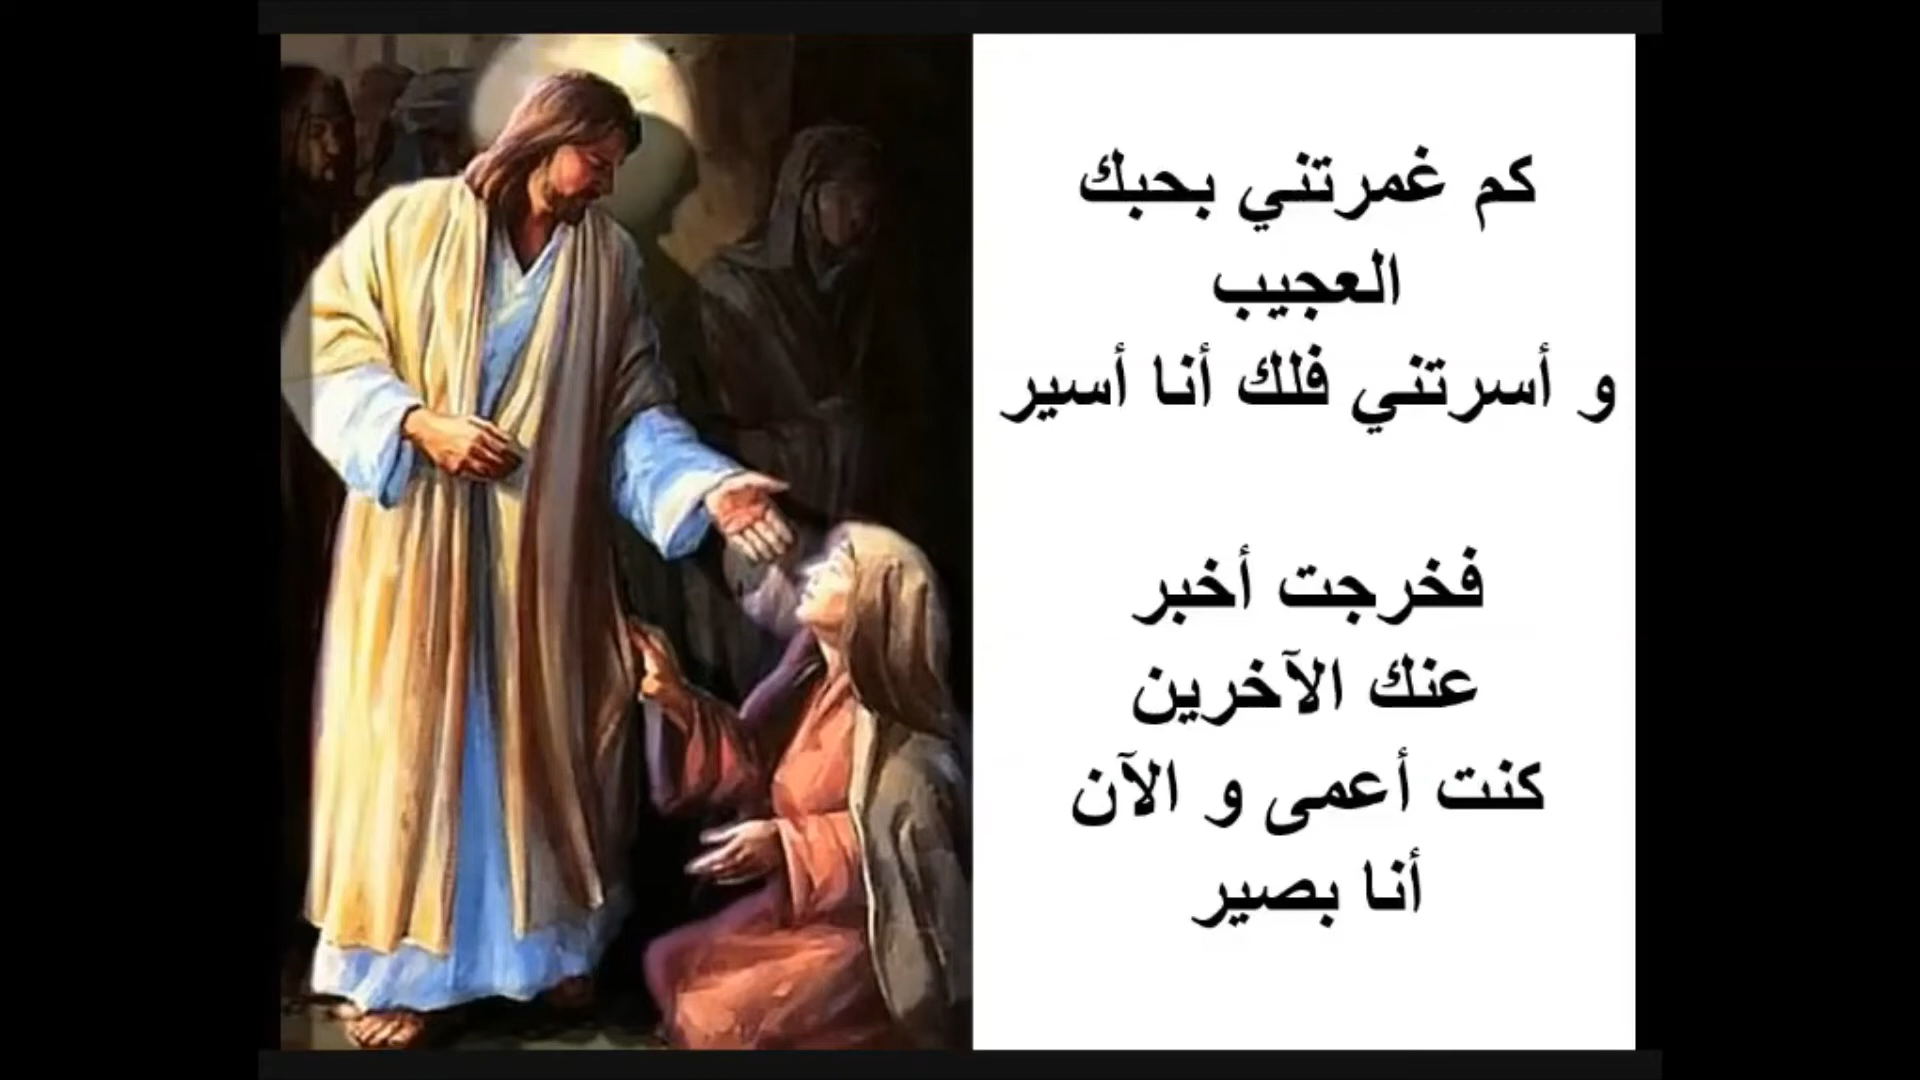 كم غمرتني بحبك
العجيب
و أسرتني فلك أنا أسير
فخرجت أخبر
عنك الآخرين
كنت أعمى و الآن
أنا بصير